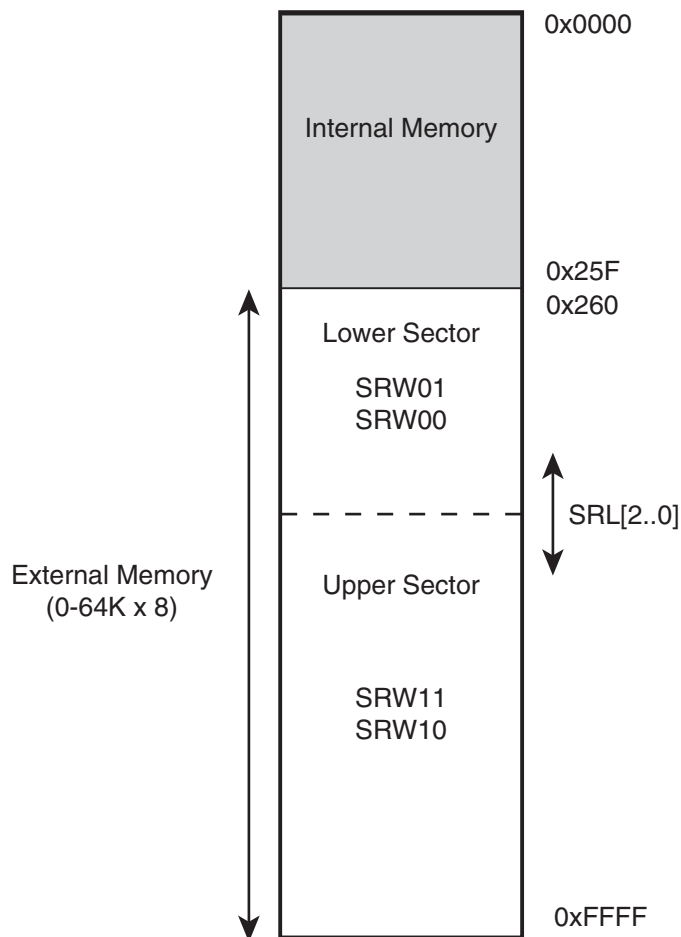 0x0000
Internal Memory
0x25F
0x260
Lower Sector
SRW01
SRW00
SRL[2..0]
External Memory
(0-64K x 8)
Upper Sector
SRW11
SRW10
0xFFFF